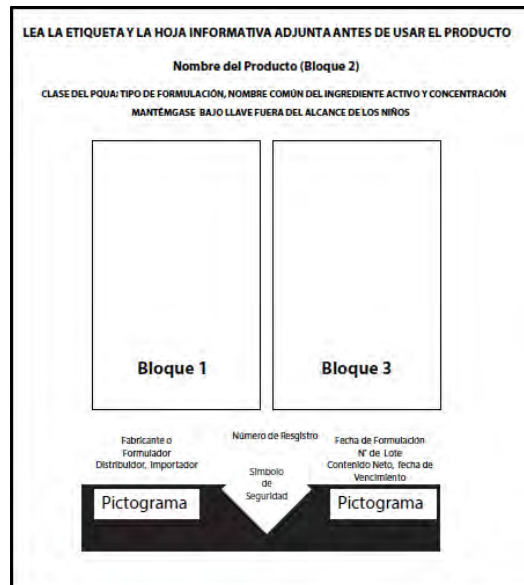 LEA LA ETIQUETA Y LA HOJA INFORMATIVA ADJUNTA ANTES DE USAR EL PRODUCTO
Nombre del Producto (Bloque 2)
CLASE DEL PQUA; TIPO DE FORMULACIÓN, NOMBRE COMÚN DEL INGREDIENTE ACTIVO Y CONCENTRACIÓN
MANTÉMGASE BAJO LLAVE FUERA DEL ALCANCE DE LOS NIÑOS
Bloque 1
Bloque 3
Fabricante o
Formulador
Distribuidor, Importador
Número de Resgistro
Símbolo
de
Seguridad
Fecha de Formulación
N° de Lote
Contenido Neto, fecha de
Vencimiento
Pictograma
Pictograma